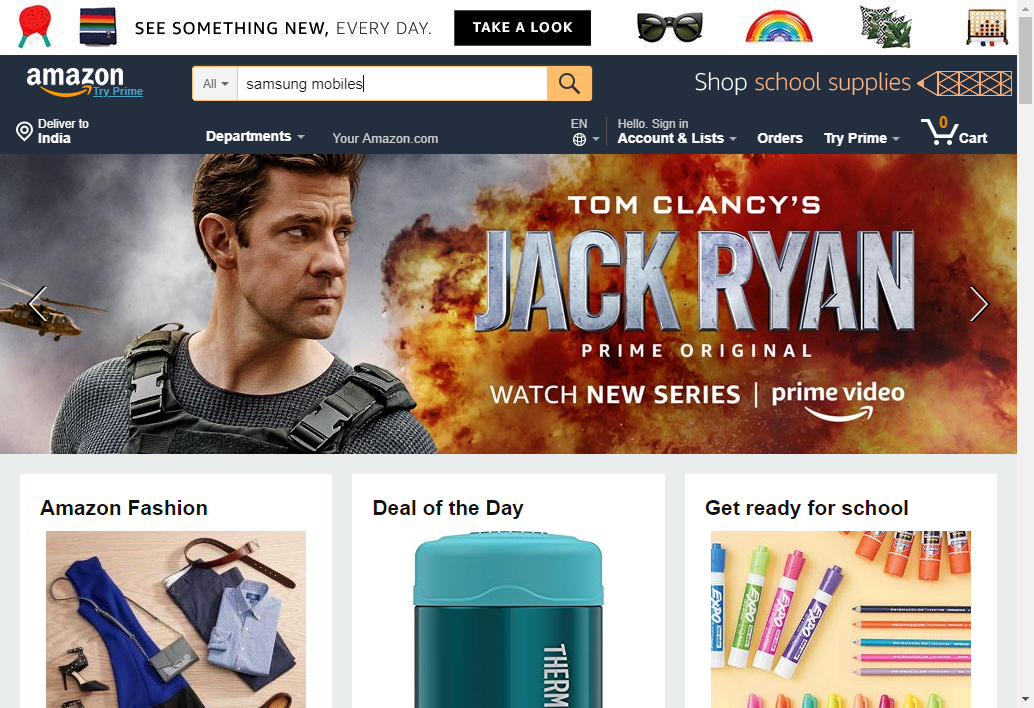 SEE SOMETHING NEW, EVERY DAY. TAKE A LOOK
amazon
Try Prime
All samsung mobiles
Shop school supplies
Deliver to
India
Departments
Your Amazon.com
EN
Hello. Sign in
Account & Lists
Orders
Try Prime
0
Cart
TOM CLANCY'S
JACK RYAN
PRIME ORIGINAL
WATCH NEW SERIES | prime video
Amazon Fashion
Deal of the Day
Get ready for school
THERM
EXPO
EXPO
EXPO
EXPO